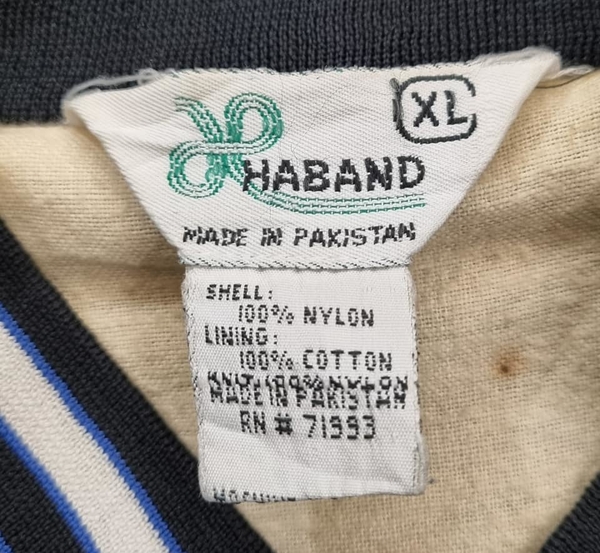 XL
HABAND
MADE IN PAKISTAN
SHELL:
100% NYLON
LINING:
100% COTTON
KNIT: 100% NYLON
MADE IN PAKISTAN
RN # 71993